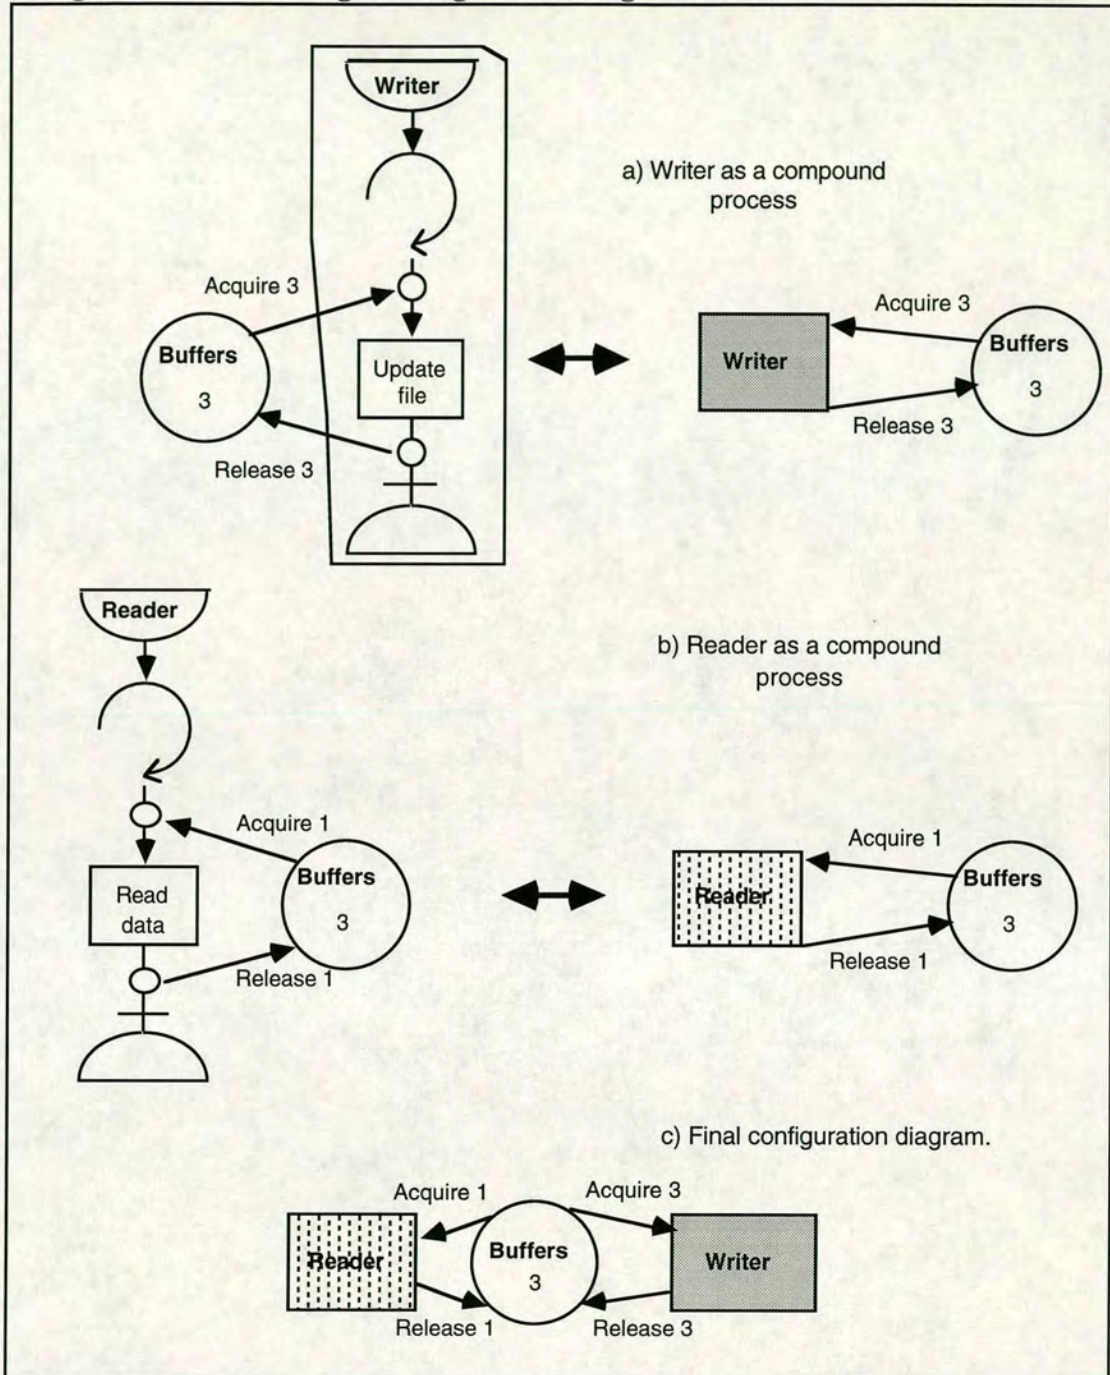 Writer
a) Writer as a compound
process
Acquire 3
Buffers
3
Update
file
Release 3
Acquire 3
Writer
Buffers
3
Release 3
Reader
b) Reader as a compound
process
Acquire 1
Buffers
3
Read
data
Release 1
Acquire 1
Reader
Buffers
3
Release 1
c) Final configuration diagram.
Acquire 1
Acquire 3
Reader
Buffers
3
Writer
Release 1
Release 3